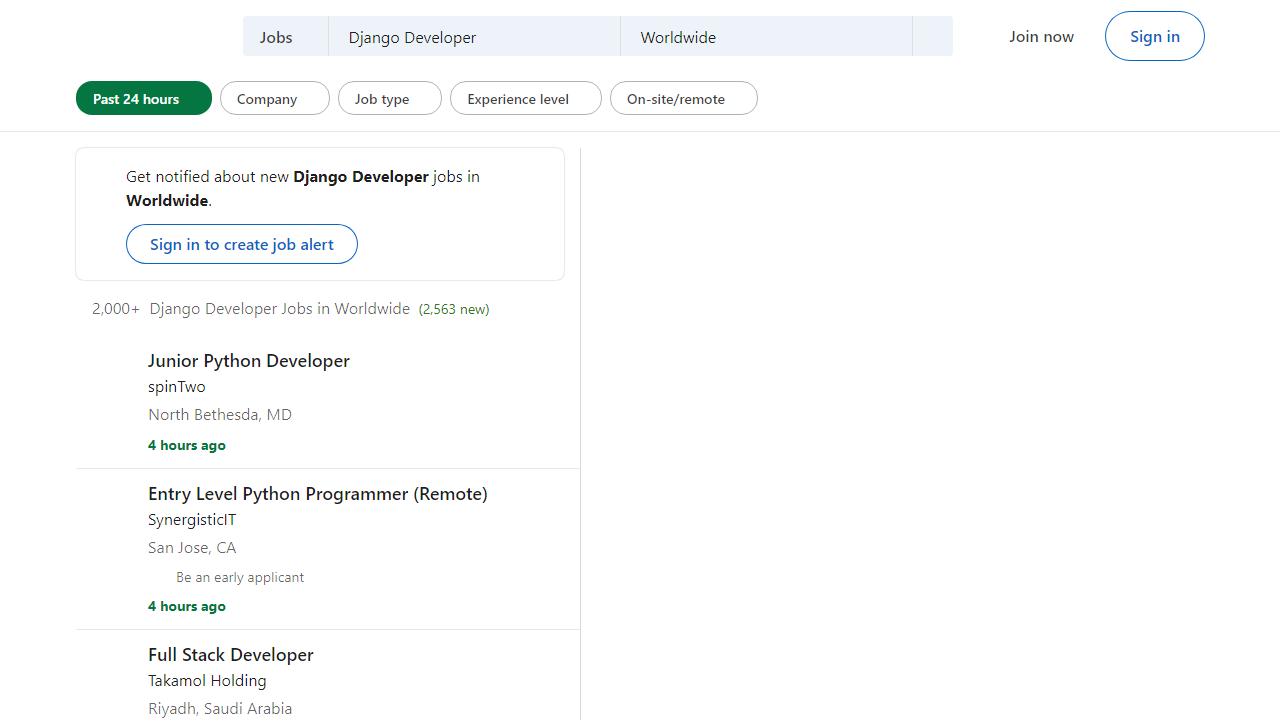 Jobs
Django Developer
Worldwide
Join now
Sign in
Past 24 hours
Company
Job type
Experience level
On-site/remote
Get notified about new Django Developer jobs in
Worldwide.
Sign in to create job alert
2,000+ Django Developer Jobs in Worldwide (2,563 new)
Junior Python Developer
spinTwo
North Bethesda, MD
4 hours ago
Entry Level Python Programmer (Remote)
SynergisticIT
San Jose, CA
Be an early applicant
4 hours ago
Full Stack Developer
Takamol Holding
Riyadh, Saudi Arabia